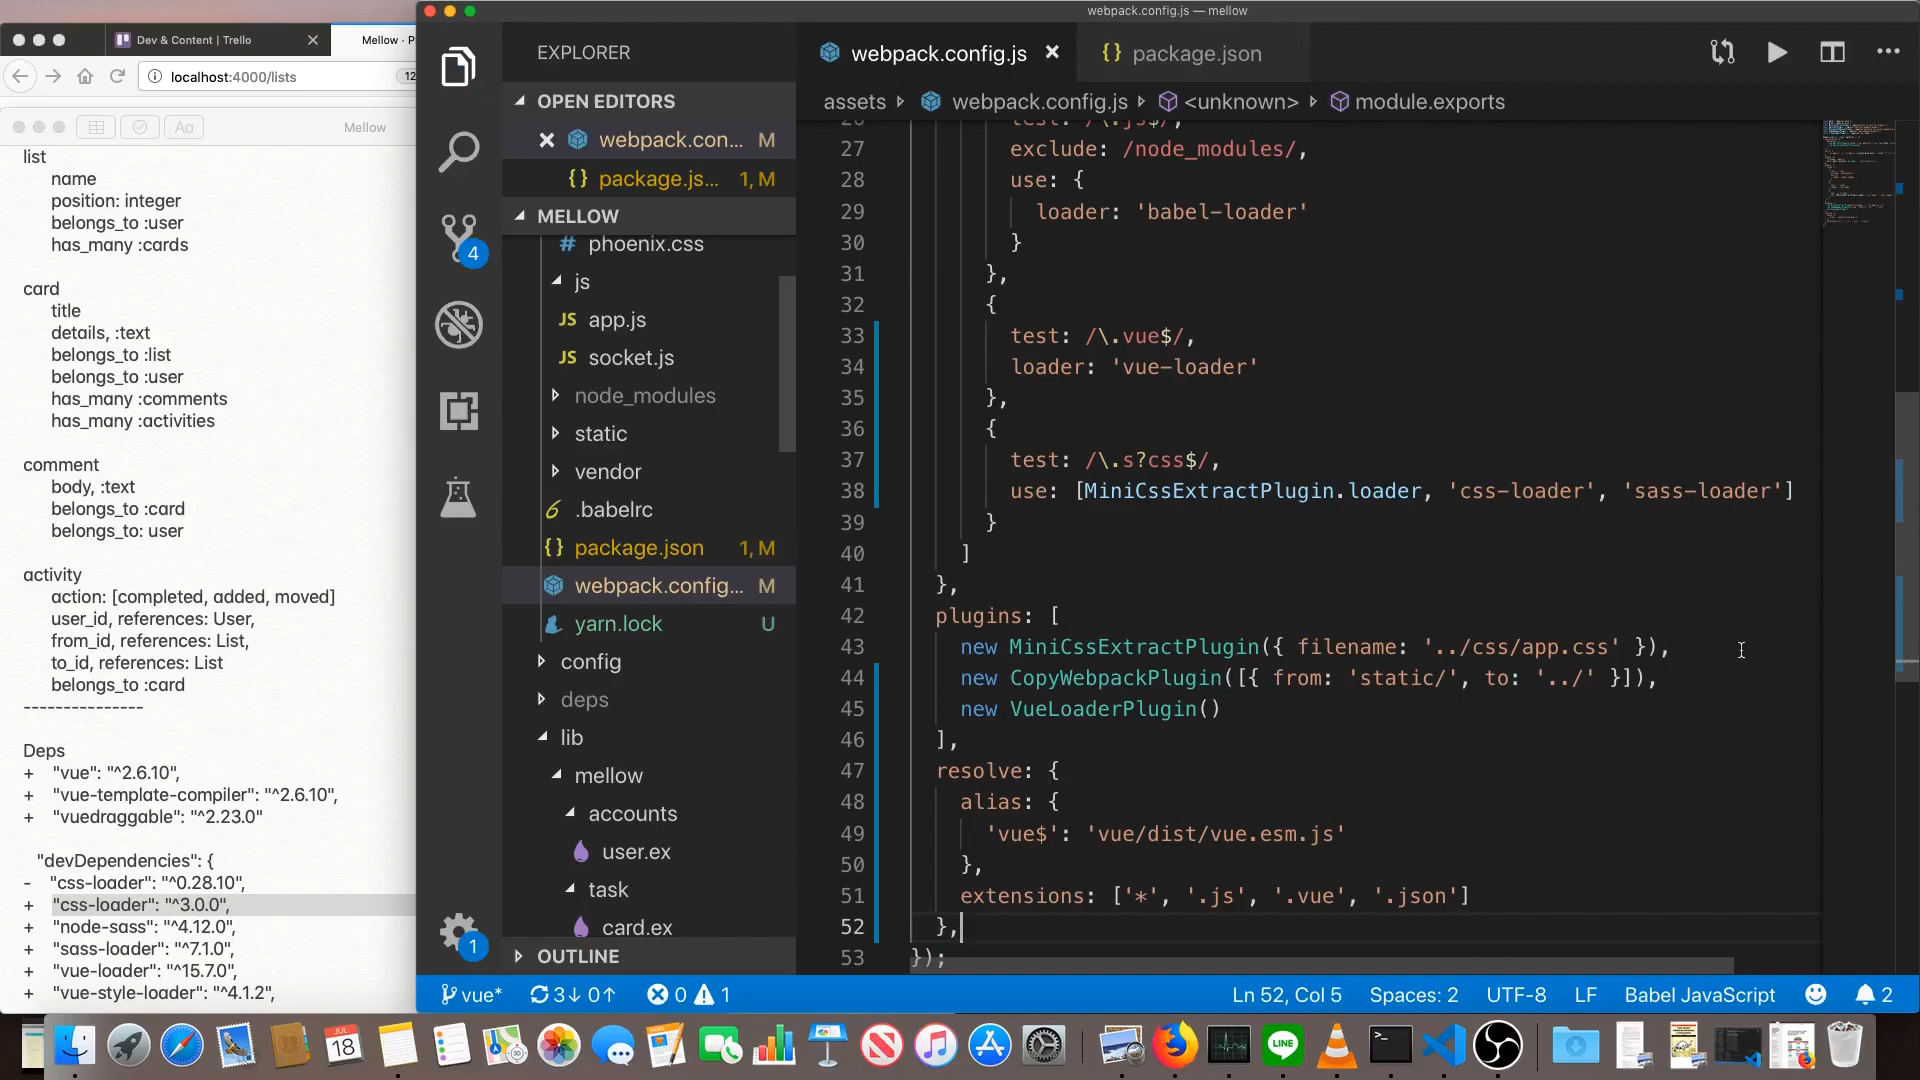 webpack.config.js — mellow
Dev & Content | Trello
Mellow · P
localhost:4000/lists
12
Aa
Mellow
list
name
position: integer
belongs_to :user
has_many :cards
card
title
details, :text
belongs_to :list
belongs_to :user
has_many :comments
has_many :activities
comment
body, :text
belongs_to :card
belongs_to: user
activity
action: [completed, added, moved]
user_id, references: User,
from_id, references: List,
to_id, references: List
belongs_to :card
---------------
Deps
+ "vue": "^2.6.10",
+ "vue-template-compiler": "^2.6.10",
+ "vuedraggable": "^2.23.0"
"devDependencies": {
- "css-loader": "^0.28.10",
+ "css-loader": "^3.0.0",
+ "node-sass": "^4.12.0",
+ "sass-loader": "^7.1.0",
+ "vue-loader": "^15.7.0",
+ "vue-style-loader": "^4.1.2",
4
1
EXPLORER
OPEN EDITORS
webpack.con... M
{} package.js... 1, M
MELLOW
# phoenix.css
js
JS app.js
JS socket.js
node_modules
static
vendor
.babelrc
{} package.json 1, M
webpack.config... M
yarn.lock U
config
deps
lib
mellow
accounts
user.ex
task
card.ex
OUTLINE
webpack.config.js
{} package.json
assets webpack.config.js <unknown> module.exports
26 test: /\.js$/,
27 exclude: /node_modules/,
28 use: {
29 loader: 'babel-loader'
30 }
31 },
32 {
33 test: /\.vue$/,
34 loader: 'vue-loader'
35 },
36 {
37 test: /\.s?css$/,
38 use: [MiniCssExtractPlugin.loader, 'css-loader', 'sass-loader']
39 }
40 ]
41 },
42 plugins: [
43 new MiniCssExtractPlugin({ filename: '../css/app.css' }),
44 new CopyWebpackPlugin([{ from: 'static/', to: '../' }]),
45 new VueLoaderPlugin()
46 ],
47 resolve: {
48 alias: {
49 'vue$': 'vue/dist/vue.esm.js'
50 },
51 extensions: ['*', '.js', '.vue', '.json']
52 },
53 });
vue* 3↓ 0↑ 0 1
Ln 52, Col 5 Spaces: 2 UTF-8 LF Babel JavaScript 2
JUL
18
LINE